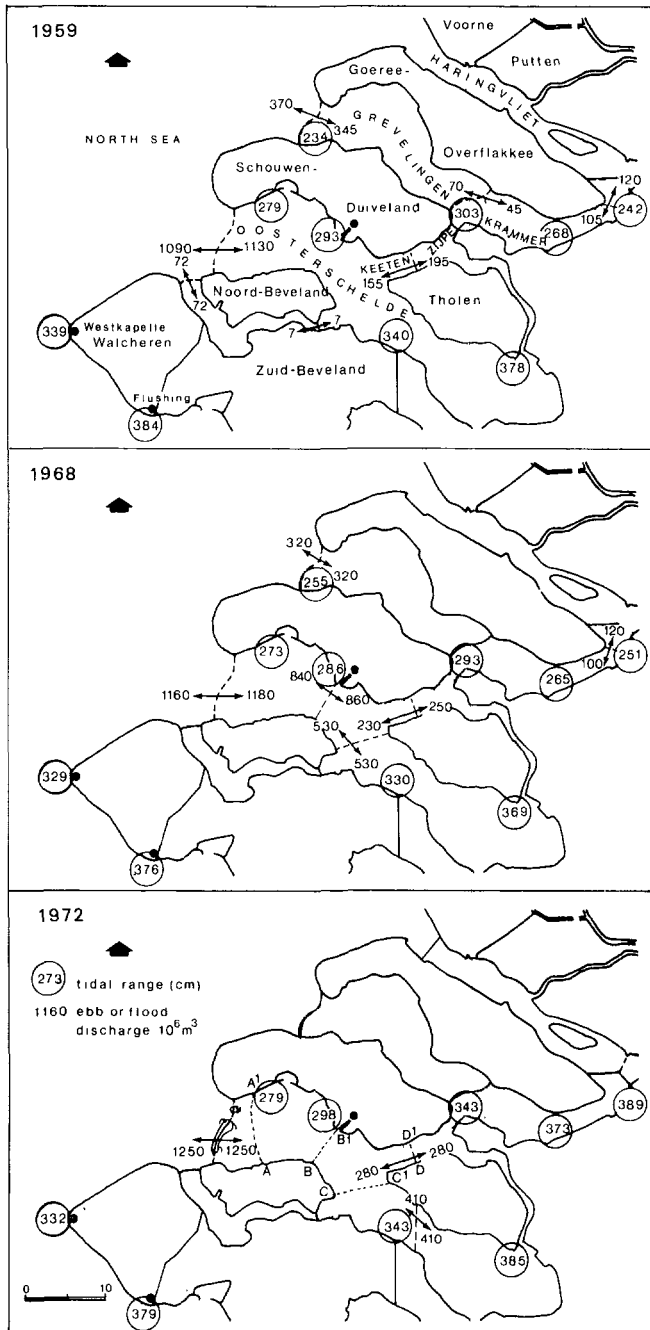 1959
Voorne
Putten
HARINGVLIET
Goeree-
370
345
234
GREVELINGEN
NORTH SEA
Overflakkee
Schouwen-
279
70
45
120
105
242
Duiveland
303
293
268
KRAMMER
ZIJPE
OOSTERSCHELDE
1090
1130
KEETEN
195
155
72
72
Noord-Beveland
Tholen
7
7
339
Westkapelle
Walcheren
340
378
Zuid-Beveland
Flushing
384
1968
320
320
255
120
100
251
273
286
293
265
840
860
1160
1180
250
230
530
530
329
330
369
376
1972
273
tidal range (cm)
1160 ebb or flood
discharge 10⁶m³
A¹
279
298
343
389
373
B1
D¹
1250
1250
280
280
A
B
D
C
C¹
410
410
332
343
385
0
10
379